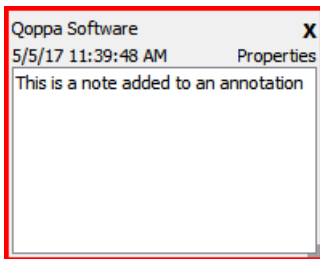 Qoppa Software X
5/5/17 11:39:48 AM Properties
This is a note added to an annotation